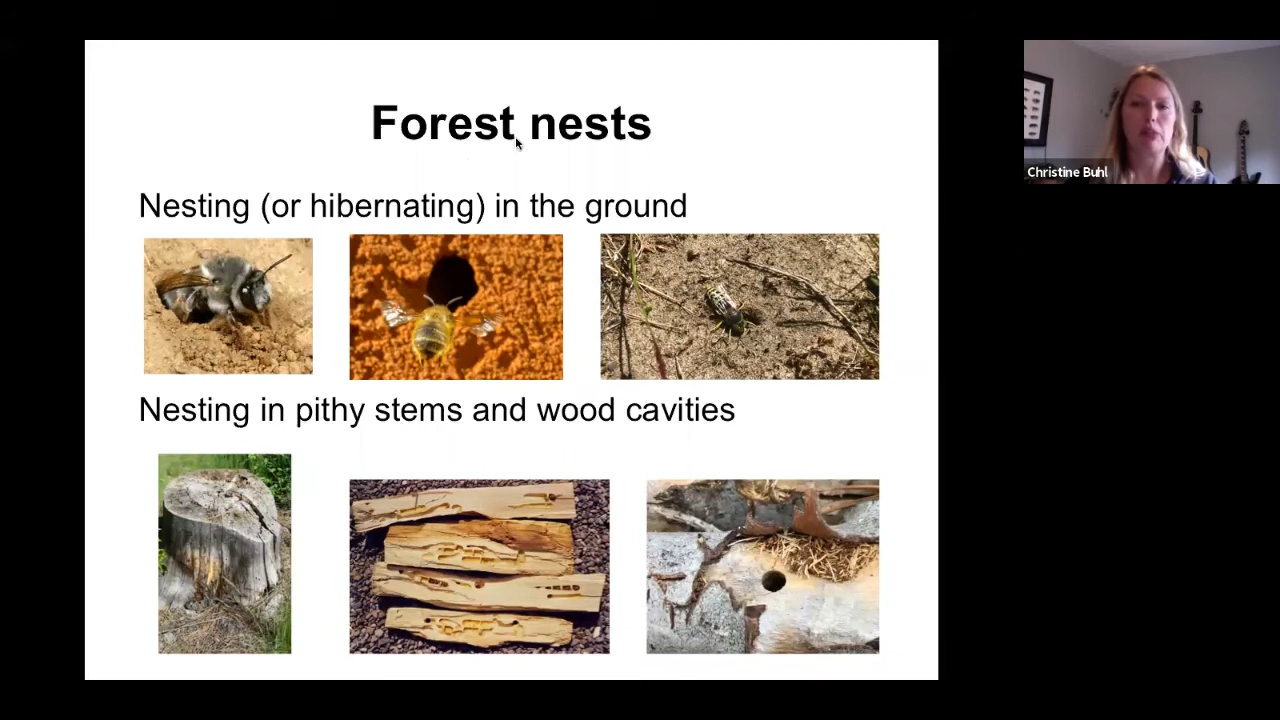 Forest nests
Nesting (or hibernating) in the ground
Nesting in pithy stems and wood cavities
Christine Buhl